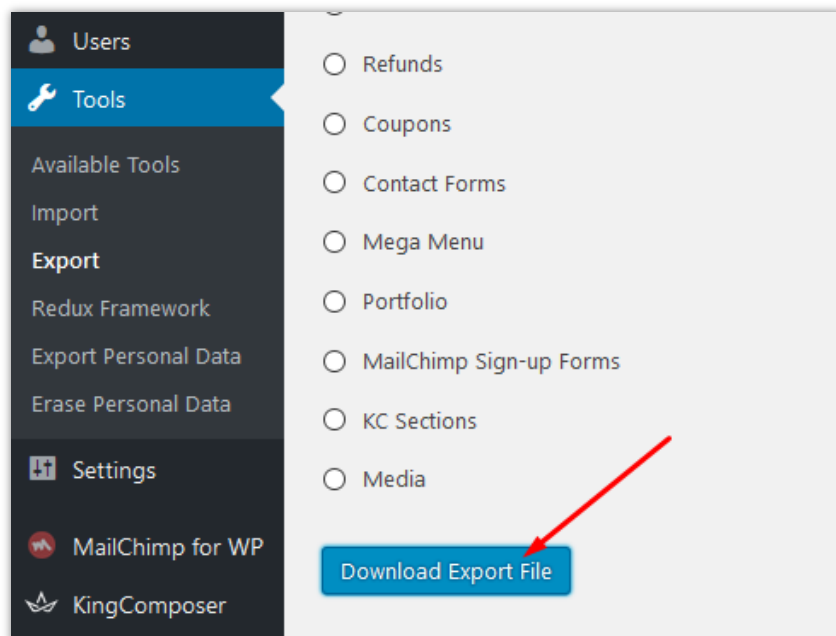 Users
Tools
Available Tools
Import
Export
Redux Framework
Export Personal Data
Erase Personal Data
Settings
MailChimp for WP
KingComposer
Refunds
Coupons
Contact Forms
Mega Menu
Portfolio
MailChimp Sign-up Forms
KC Sections
Media
Download Export File